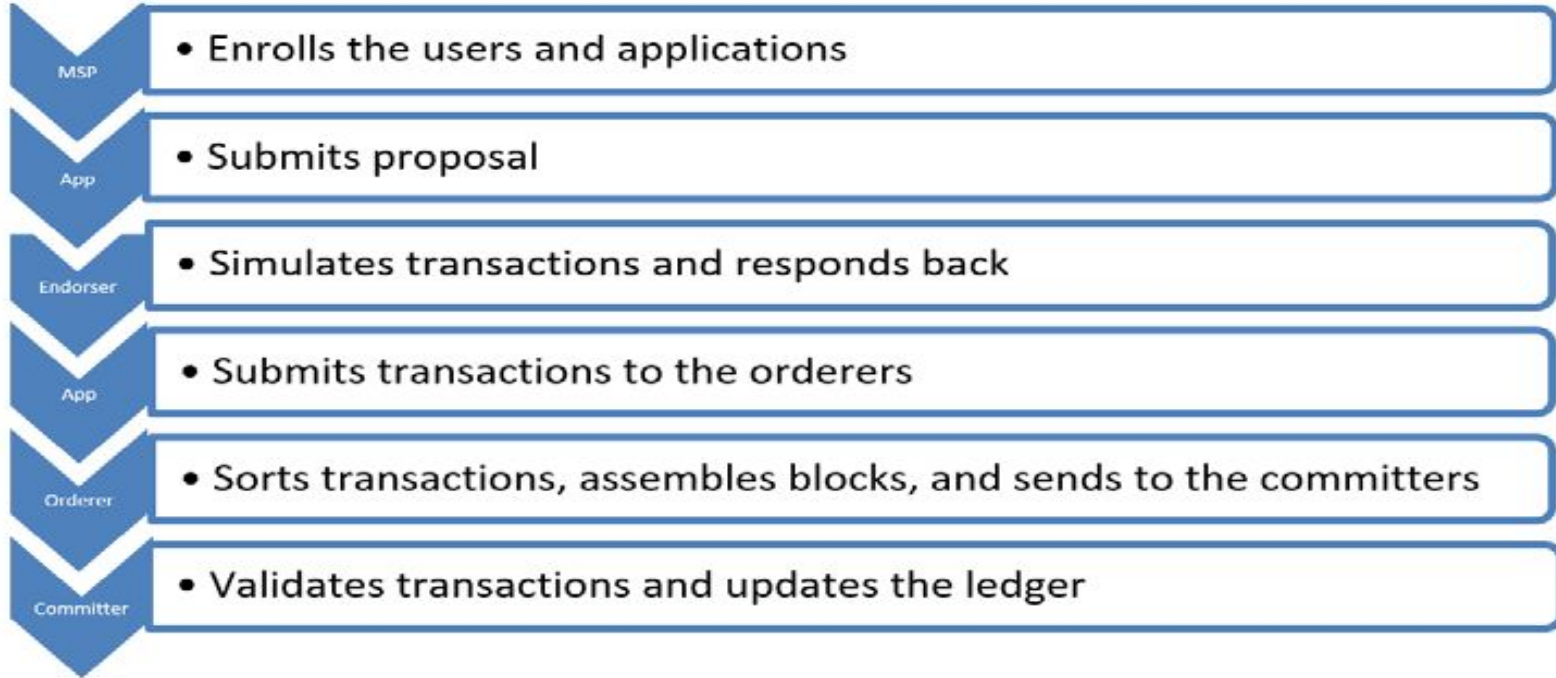 MSP
• Enrolls the users and applications
App
• Submits proposal
Endorser
• Simulates transactions and responds back
App
• Submits transactions to the orderers
Orderer
• Sorts transactions, assembles blocks, and sends to the committers
Committer
• Validates transactions and updates the ledger